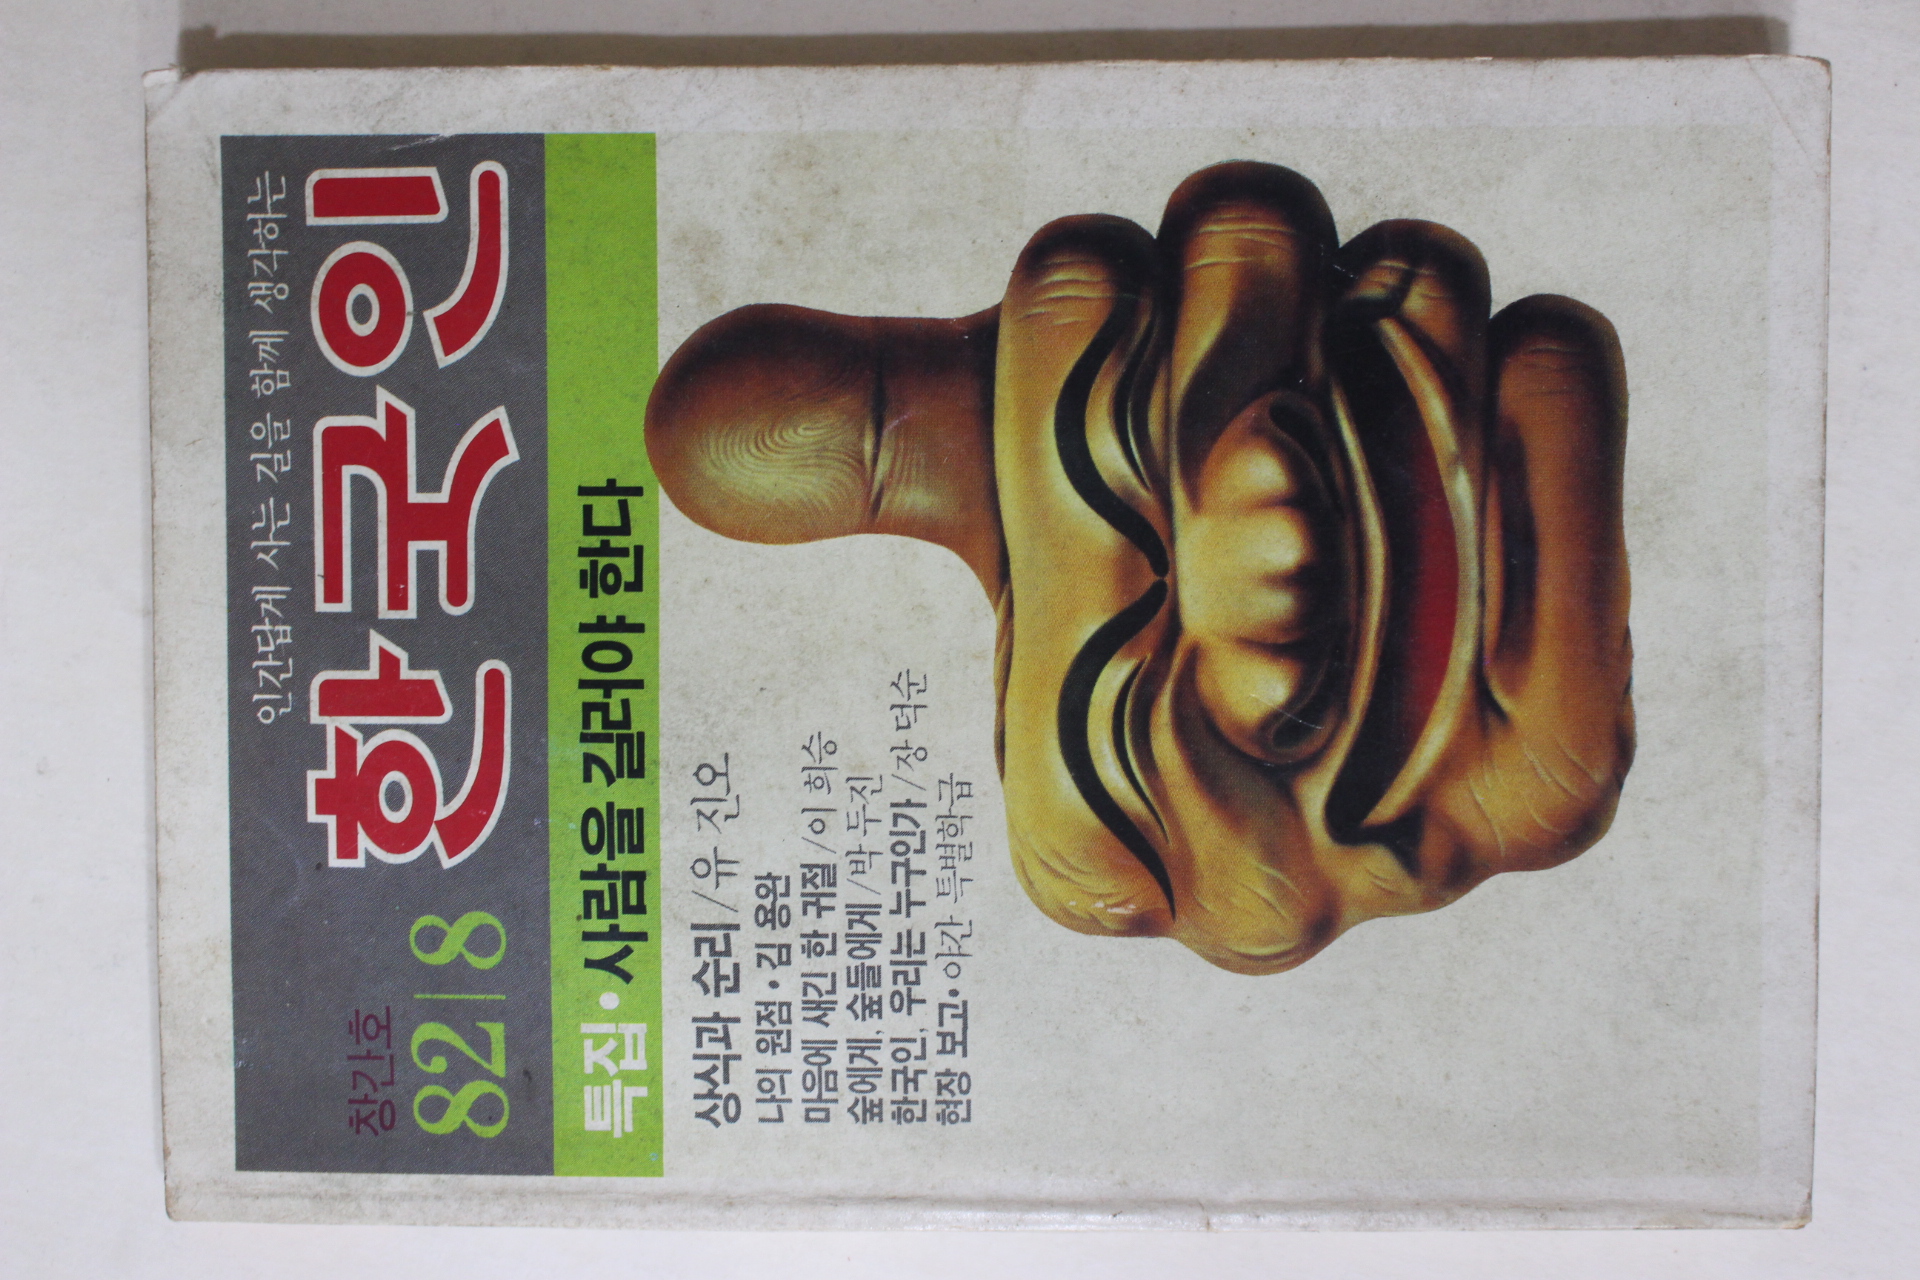 인간답게 사는 길을 함께 생각하는
한국인
창간호
82|8
특집·사람을 길러야 한다
상식과 순리/유 진오
나의 원점·김 용완
마음에 새긴 한 귀절/이 희승
숲에게, 숲들에게/박 두진
한국인, 우리는 누구인가/장 덕순
현장 보고·야간 특별학급